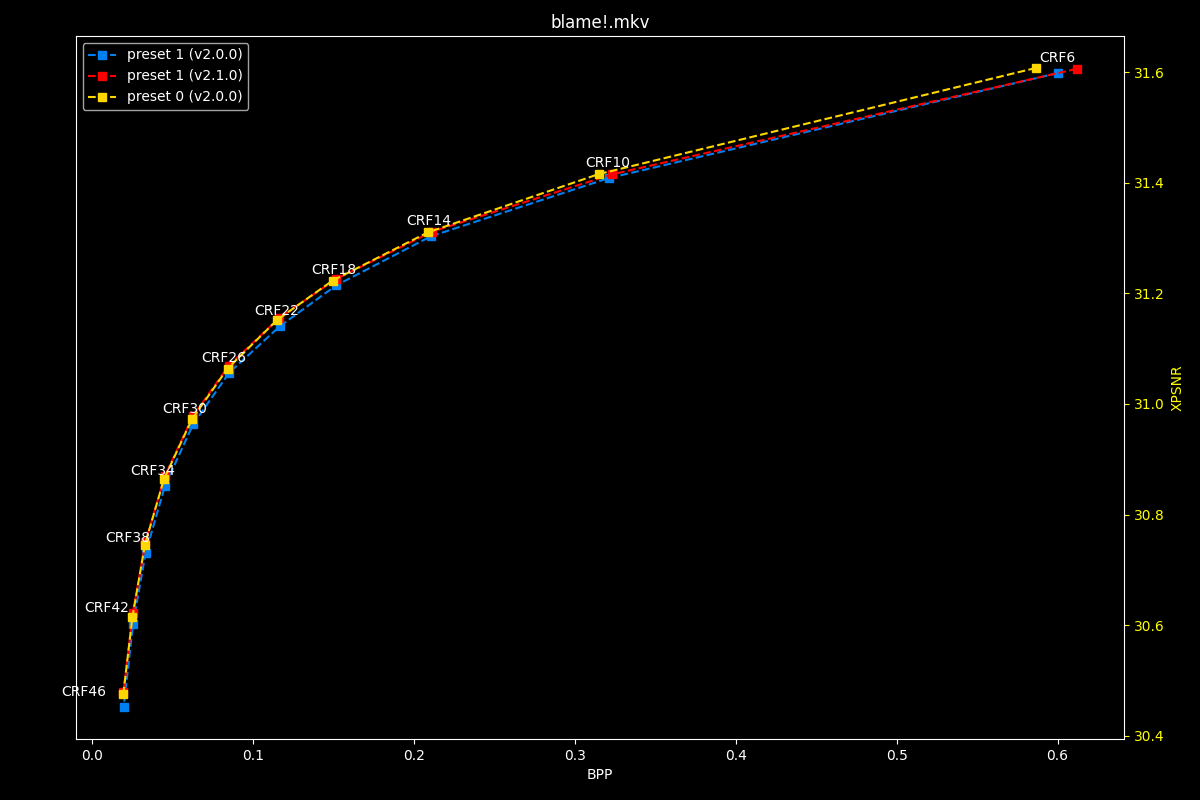 blame!.mkv
preset 1 (v2.0.0)
preset 1 (v2.1.0)
preset 0 (v2.0.0)
CRF6
CRF10
CRF14
CRF18
CRF22
CRF26
CRF30
CRF34
CRF38
CRF42
CRF46
31.6
31.4
31.2
31.0
30.8
30.6
30.4
XPSNR
0.0 0.1 0.2 0.3 0.4 0.5 0.6
BPP